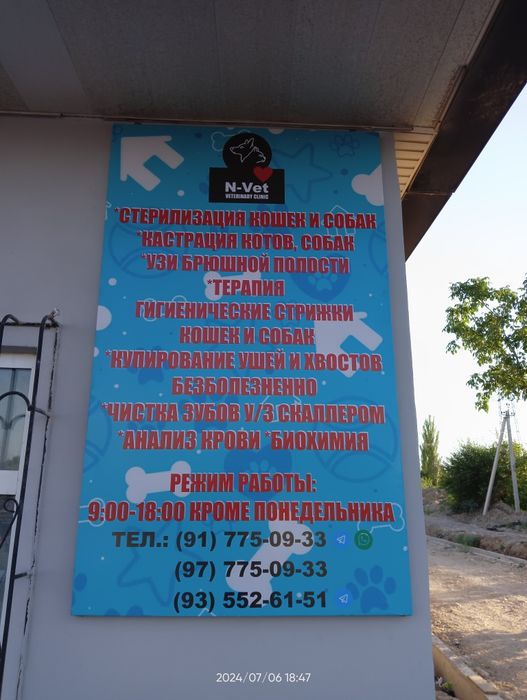 N-Vet
VETERINARY CLINIC
*СТЕРИЛИЗАЦИЯ КОШЕК И СОБАК
*КАСТРАЦИЯ КОТОВ, СОБАК
*УЗИ БРЮШНОЙ ПОЛОСТИ
*ТЕРАПИЯ
ГИГИЕНИЧЕСКИЕ СТРИЖКИ
КОШЕК И СОБАК
*КУПИРОВАНИЕ УШЕЙ И ХВОСТОВ
БЕЗБОЛЕЗНЕННО
*ЧИСТКА ЗУБОВ У/З СКАЛЛЕРОМ
*АНАЛИЗ КРОВИ *БИОХИМИЯ
РЕЖИМ РАБОТЫ:
9:00-18:00 КРОМЕ ПОНЕДЕЛЬНИКА
ТЕЛ.: (91) 775-09-33
(97) 775-09-33
(93) 552-61-51
2024/07/06 18:47